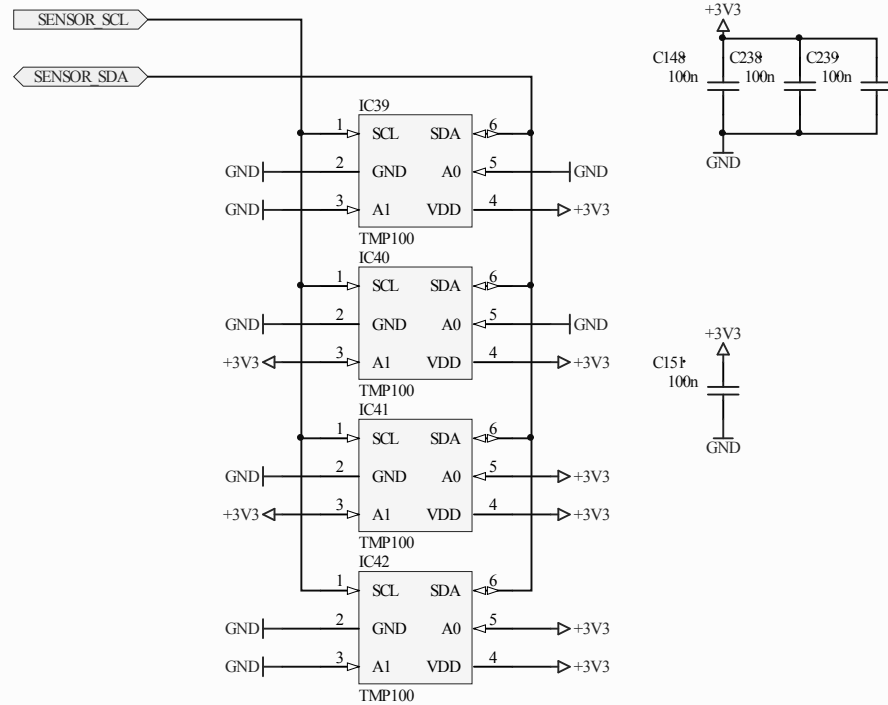 SENSOR_SCL
SENSOR_SDA
IC39
1 SCL SDA 6
GND 2 GND A0 5 GND
GND 3 A1 VDD 4 +3V3
TMP100
IC40
1 SCL SDA 6
GND 2 GND A0 5 GND
+3V3 3 A1 VDD 4 +3V3
TMP100
IC41
1 SCL SDA 6
GND 2 GND A0 5 +3V3
+3V3 3 A1 VDD 4 +3V3
TMP100
IC42
1 SCL SDA 6
GND 2 GND A0 5 +3V3
GND 3 A1 VDD 4 +3V3
TMP100
+3V3
C148 C238 C239
100n 100n 100n
GND
+3V3
C151
100n
GND